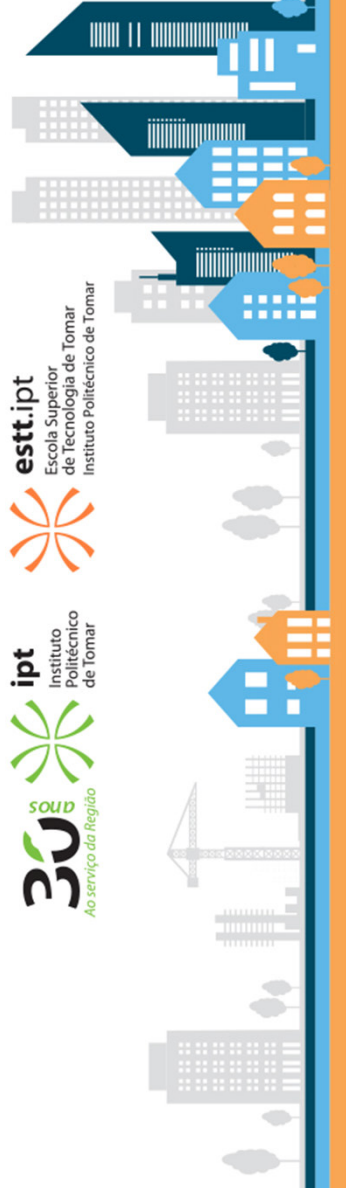 30 anos
Ao serviço da Região
ipt
Instituto
Politécnico
de Tomar
estt.ipt
Escola Superior
de Tecnologia de Tomar
Instituto Politécnico de Tomar